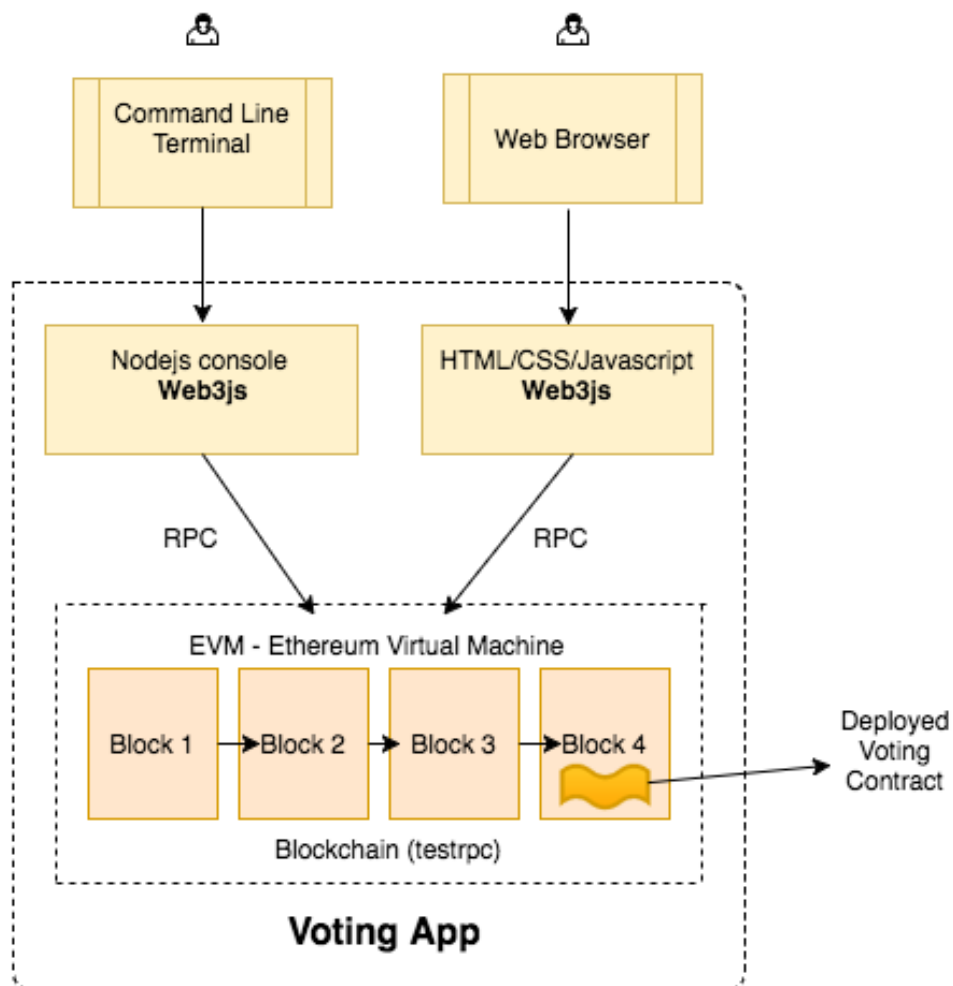 Command Line
Terminal
Web Browser
Nodejs console
Web3js
HTML/CSS/Javascript
Web3js
RPC
RPC
EVM - Ethereum Virtual Machine
Block 1
Block 2
Block 3
Block 4
Deployed
Voting
Contract
Blockchain (testrpc)
Voting App